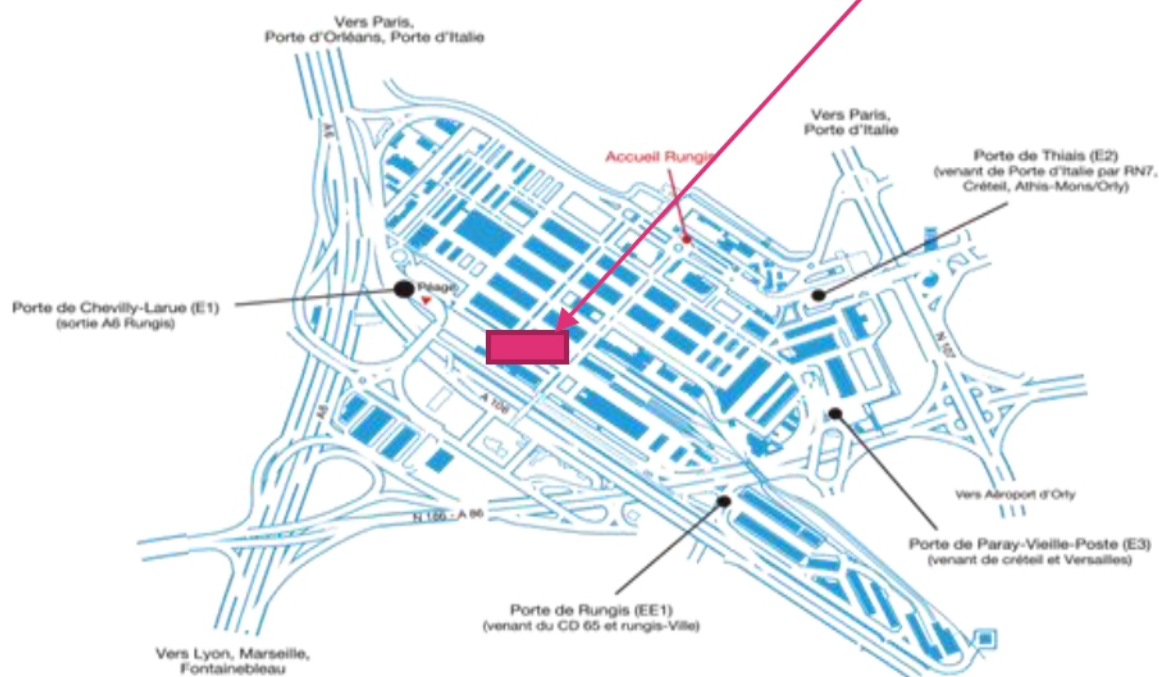 Vers Paris,
Porte d'Orléans, Porte d'Italie
A6
Vers Paris,
Porte d'Italie
Accueil Rungis
Porte de Thiais (E2)
(venant de Porte d'Italie par RN7,
Créteil, Athis-Mons/Orly)
Péage
Porte de Chevilly-Larue (E1)
(sortie A6 Rungis)
N 107
A 106
A6
Vers Aéroport d'Orly
N 186 - A 86
Porte de Paray-Vieille-Poste (E3)
(venant de créteil et Versailles)
Porte de Rungis (EE1)
(venant du CD 65 et rungis-Ville)
Vers Lyon, Marseille,
Fontainebleau